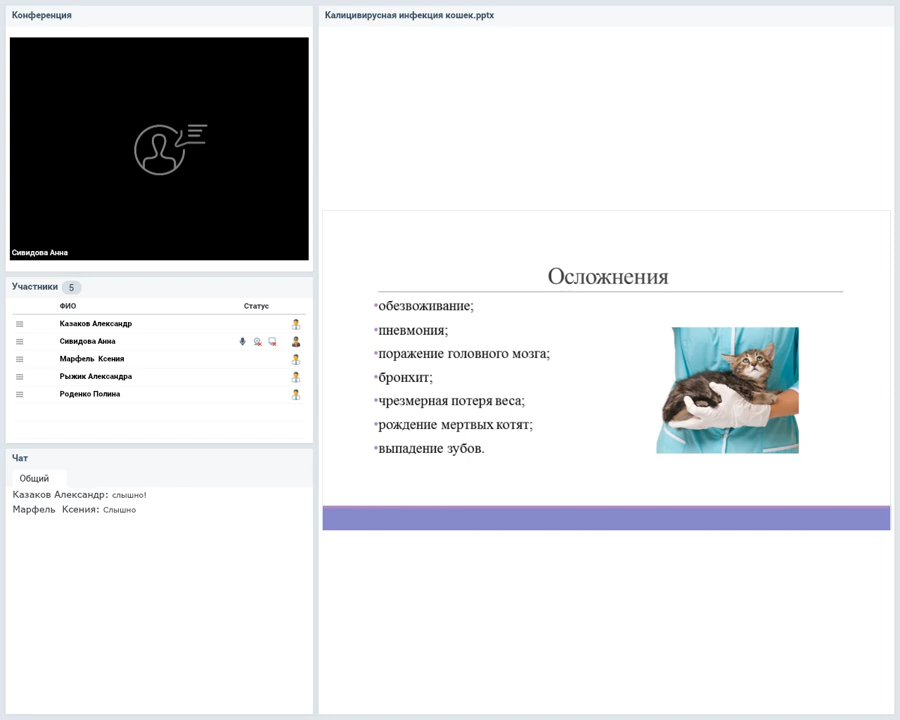 Конференция
Сивидова Анна
Участники 5
ФИО Статус
Казаков Александр
Сивидова Анна
Марфель Ксения
Рыжик Александра
Роденко Полина
Чат
Общий
Казаков Александр: слышно!
Марфель Ксения: Слышно
Калицивирусная инфекция кошек.pptx
Осложнения
•обезвоживание;
•пневмония;
•поражение головного мозга;
•бронхит;
•чрезмерная потеря веса;
•рождение мертвых котят;
•выпадение зубов.